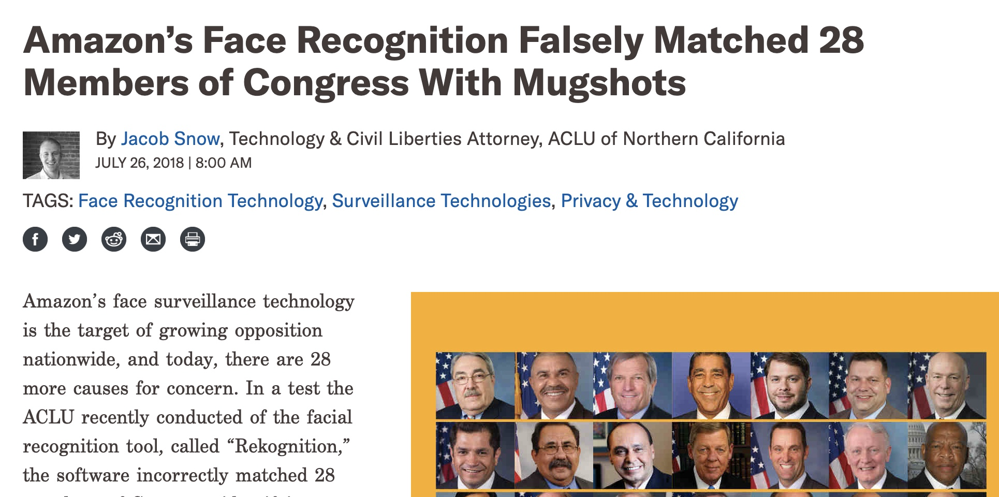 Amazon’s Face Recognition Falsely Matched 28
Members of Congress With Mugshots
By Jacob Snow, Technology & Civil Liberties Attorney, ACLU of Northern California
JULY 26, 2018 | 8:00 AM
TAGS: Face Recognition Technology, Surveillance Technologies, Privacy & Technology
Amazon’s face surveillance technology
is the target of growing opposition
nationwide, and today, there are 28
more causes for concern. In a test the
ACLU recently conducted of the facial
recognition tool, called “Rekognition,”
the software incorrectly matched 28